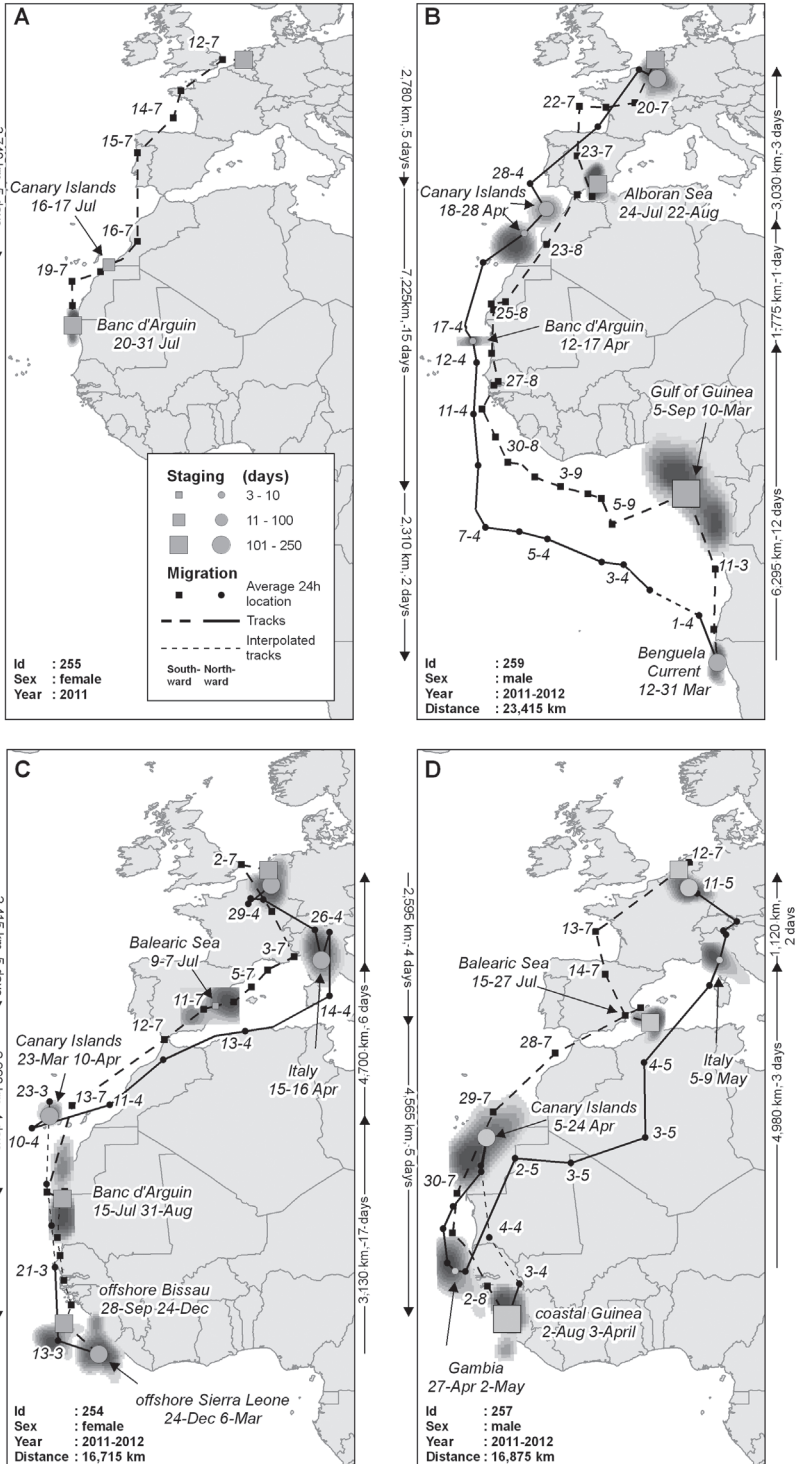 A
12-7
14-7
15-7
Canary Islands
16-17 Jul
16-7
19-7
Banc d'Arguin
20-31 Jul
Staging (days)
3 - 10
11 - 100
101 - 250
Migration
Average 24h
location
Tracks
Interpolated
tracks
South- North-
ward ward
Id : 255
Sex : female
Year : 2011
B
2,780 km,-5 days
7,225km,-15 days
2,310 km,-2 days
22-7
20-7
23-7
28-4
Canary Islands
18-28 Apr
Alboran Sea
24-Jul 22-Aug
23-8
25-8
17-4
Banc d'Arguin
12-17 Apr
12-4
27-8
11-4
Gulf of Guinea
5-Sep 10-Mar
30-8
3-9
5-9
7-4
5-4
3-4
11-3
1-4
Benguela
Current
12-31 Mar
3,030 km,-3 days
1,775 km,-1 day
6,295 km,-12 days
Id : 259
Sex : male
Year : 2011-2012
Distance : 23,415 km
C
2-7
29-4
26-4
Balearic Sea
9-7 Jul
3-7
5-7
11-7
12-7
14-4
13-4
Canary Islands
23-Mar 10-Apr
Italy
15-16 Apr
23-3
13-7
11-4
10-4
Banc d'Arguin
15-Jul 31-Aug
21-3
offshore Bissau
28-Sep 24-Dec
13-3
offshore Sierra Leone
24-Dec 6-Mar
4,700 km,-6 days
3,130 km,-17 days
Id : 254
Sex : female
Year : 2011-2012
Distance : 16,715 km
D
2,595 km,-4 days
4,565 km,-5 days
12-7
11-5
13-7
14-7
Balearic Sea
15-27 Jul
28-7
Italy
5-9 May
4-5
29-7
Canary Islands
5-24 Apr
3-5
2-5
3-5
30-7
4-4
3-4
2-8
coastal Guinea
2-Aug 3-April
Gambia
27-Apr 2-May
1,120 km,-
2 days
4,980 km,-3 days
Id : 257
Sex : male
Year : 2011-2012
Distance : 16,875 km